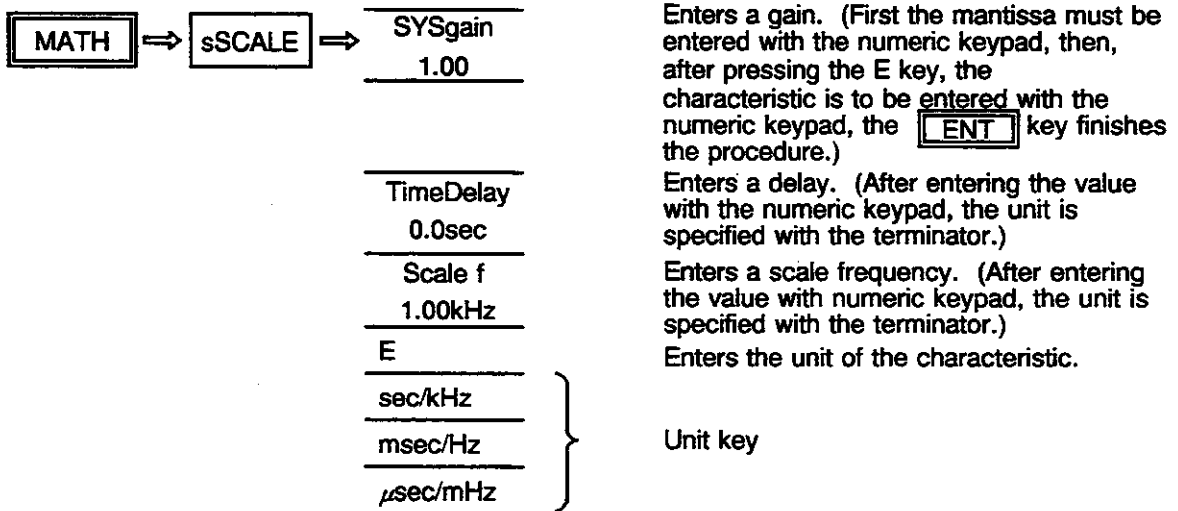 MATH ⇒ sSCALE ⇒ SYSgain
1.00
Enters a gain. (First the mantissa must be
entered with the numeric keypad, then,
after pressing the E key, the
characteristic is to be entered with the
numeric keypad, the ENT key finishes
the procedure.)
TimeDelay
0.0sec
Enters a delay. (After entering the value
with the numeric keypad, the unit is
specified with the terminator.)
Scale f
1.00kHz
Enters a scale frequency. (After entering
the value with numeric keypad, the unit is
specified with the terminator.)
E
Enters the unit of the characteristic.
sec/kHz
msec/Hz
μsec/mHz
Unit key